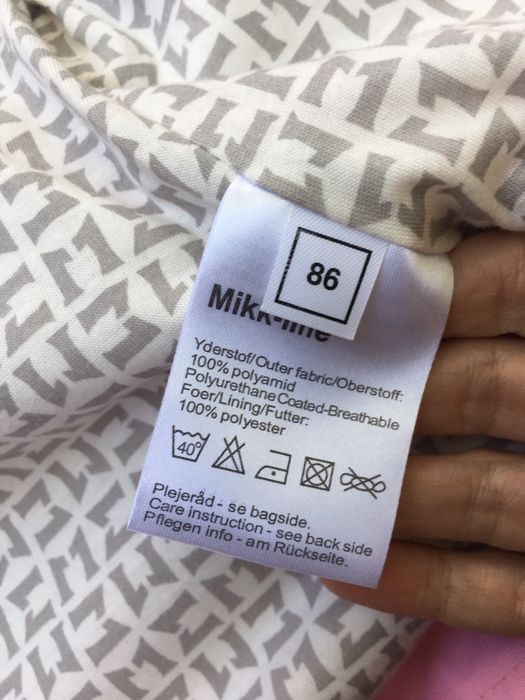 86
Mikk-line
Yderstof/Outer fabric/Oberstoff:
100% polyamid
Polyurethane Coated-Breathable
Foer/Lining/Futter:
100% polyester
40°
Plejeråd - se bagside.
Care instruction - see back side
Pflegen info - am Rückseite.